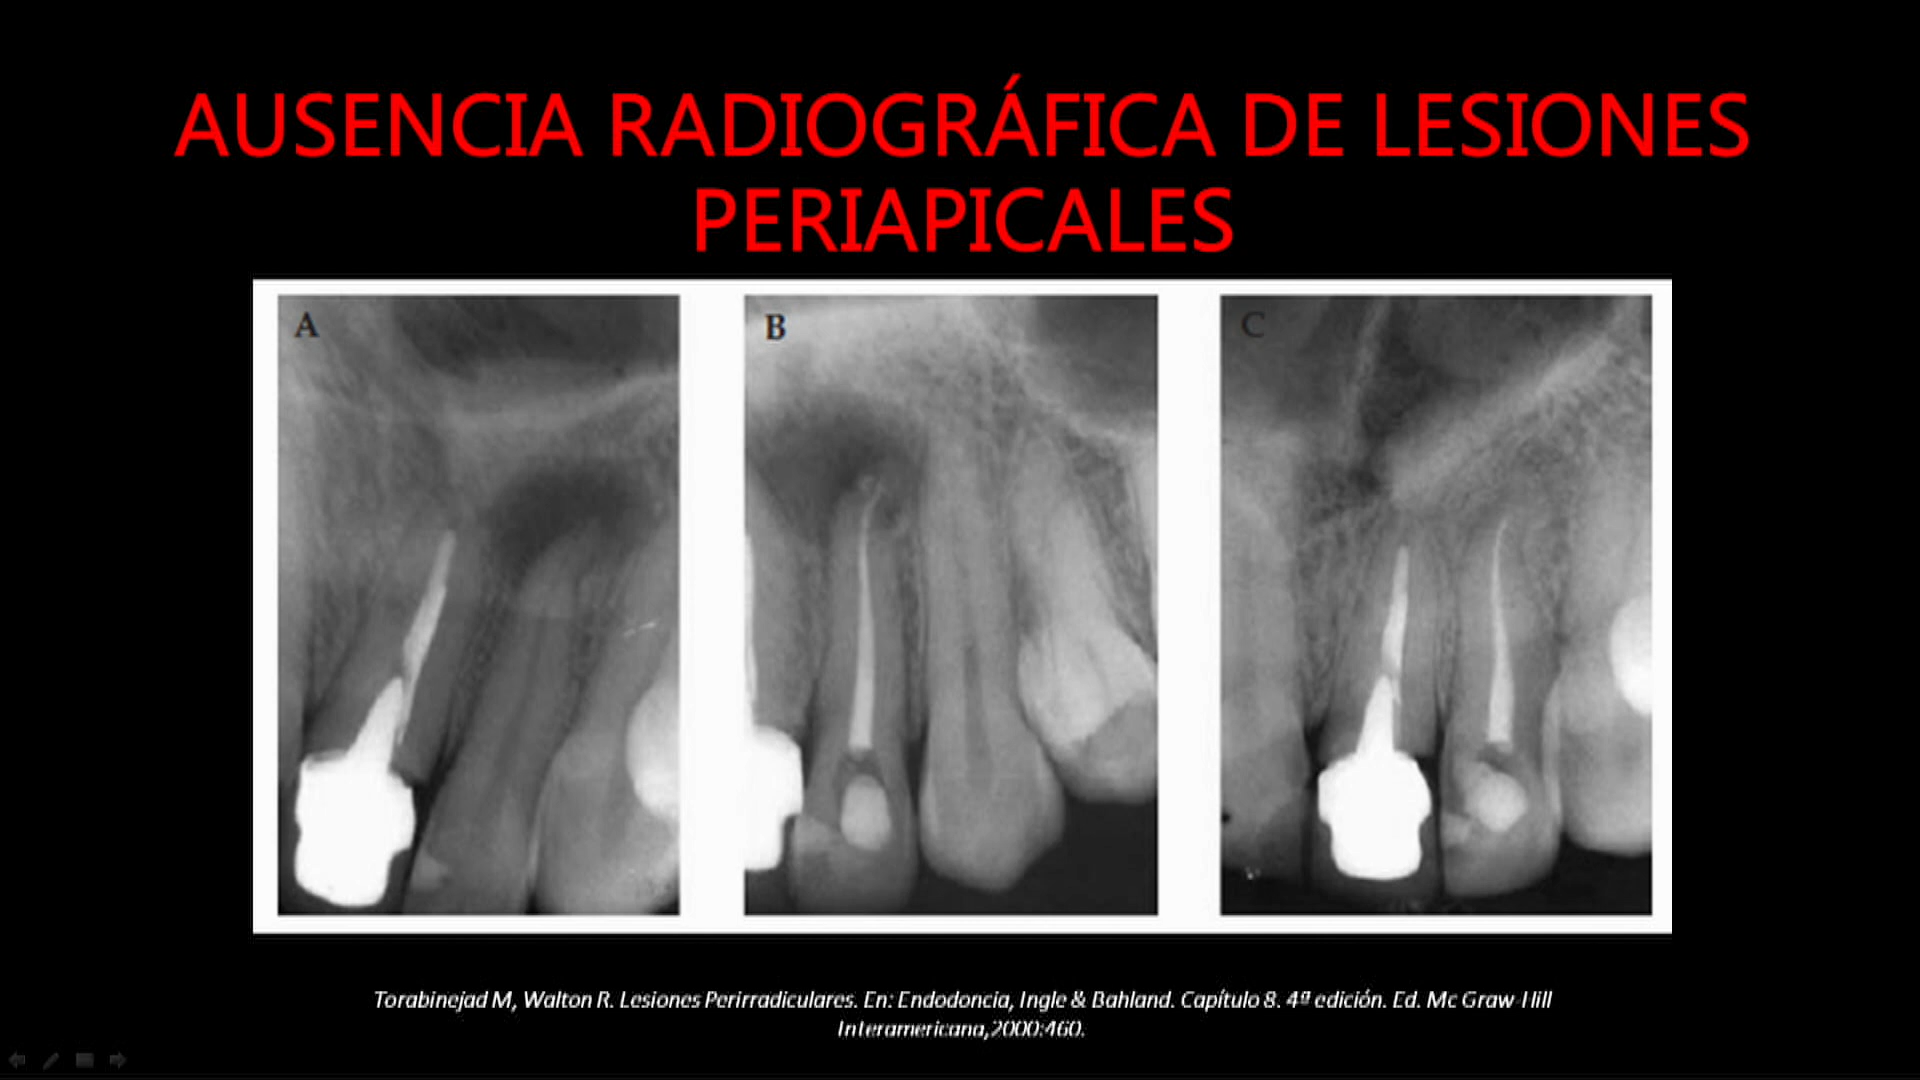 AUSENCIA RADIOGRÁFICA DE LESIONES
PERIAPICALES
A
B
C
Torabinejad M, Walton R. Lesiones Perirradiculares. En: Endodoncia, Ingle & Bahland. Capítulo 8. 4ª edición. Ed. Mc Graw-Hill
Interamericana,2000:460.